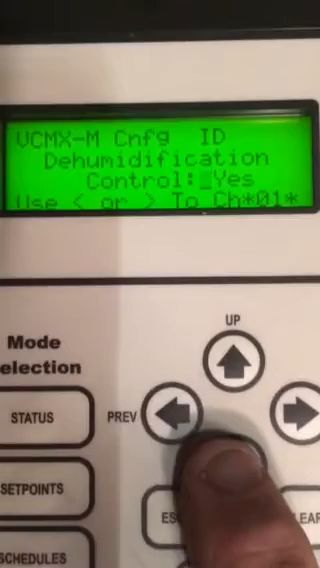 VCMX-M Cnfg ID
Dehumidification
Control: Yes
Use < or > To Ch*01*
UP
Mode
election
PREV
STATUS
SETPOINTS
ES
LEAR
SCHEDULES